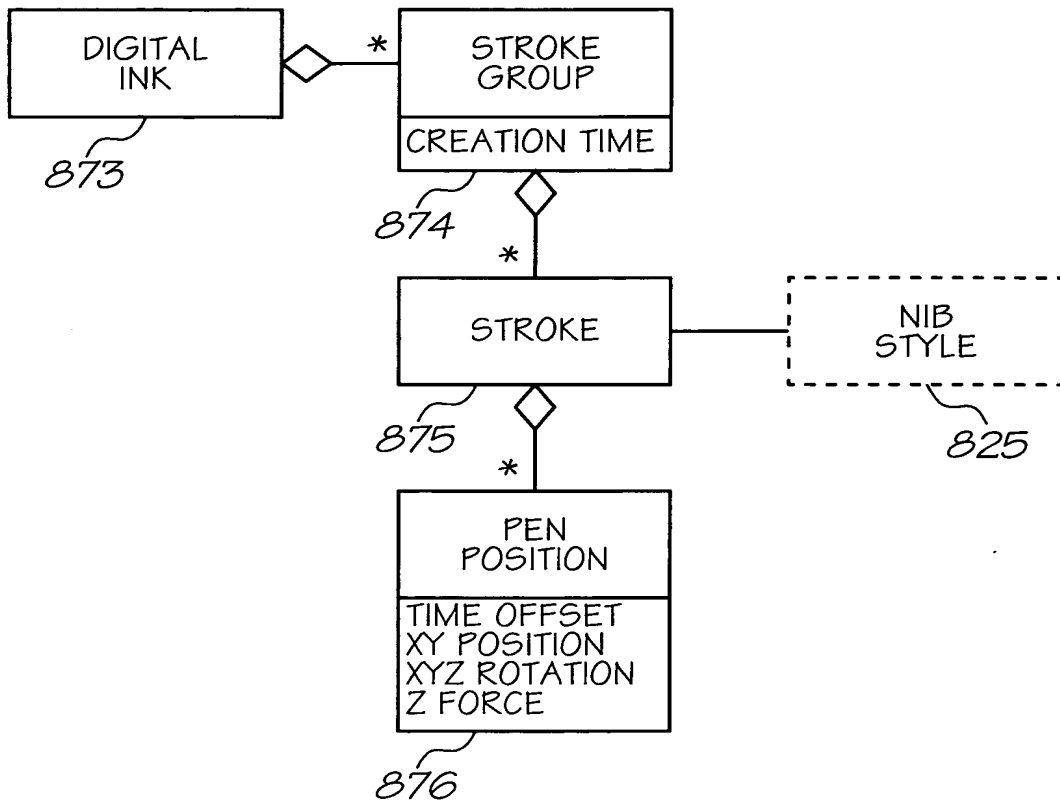 DIGITAL
INK
873
*
STROKE
GROUP
CREATION TIME
874
*
STROKE
875
NIB
STYLE
825
*
PEN
POSITION
TIME OFFSET
XY POSITION
XYZ ROTATION
Z FORCE
876